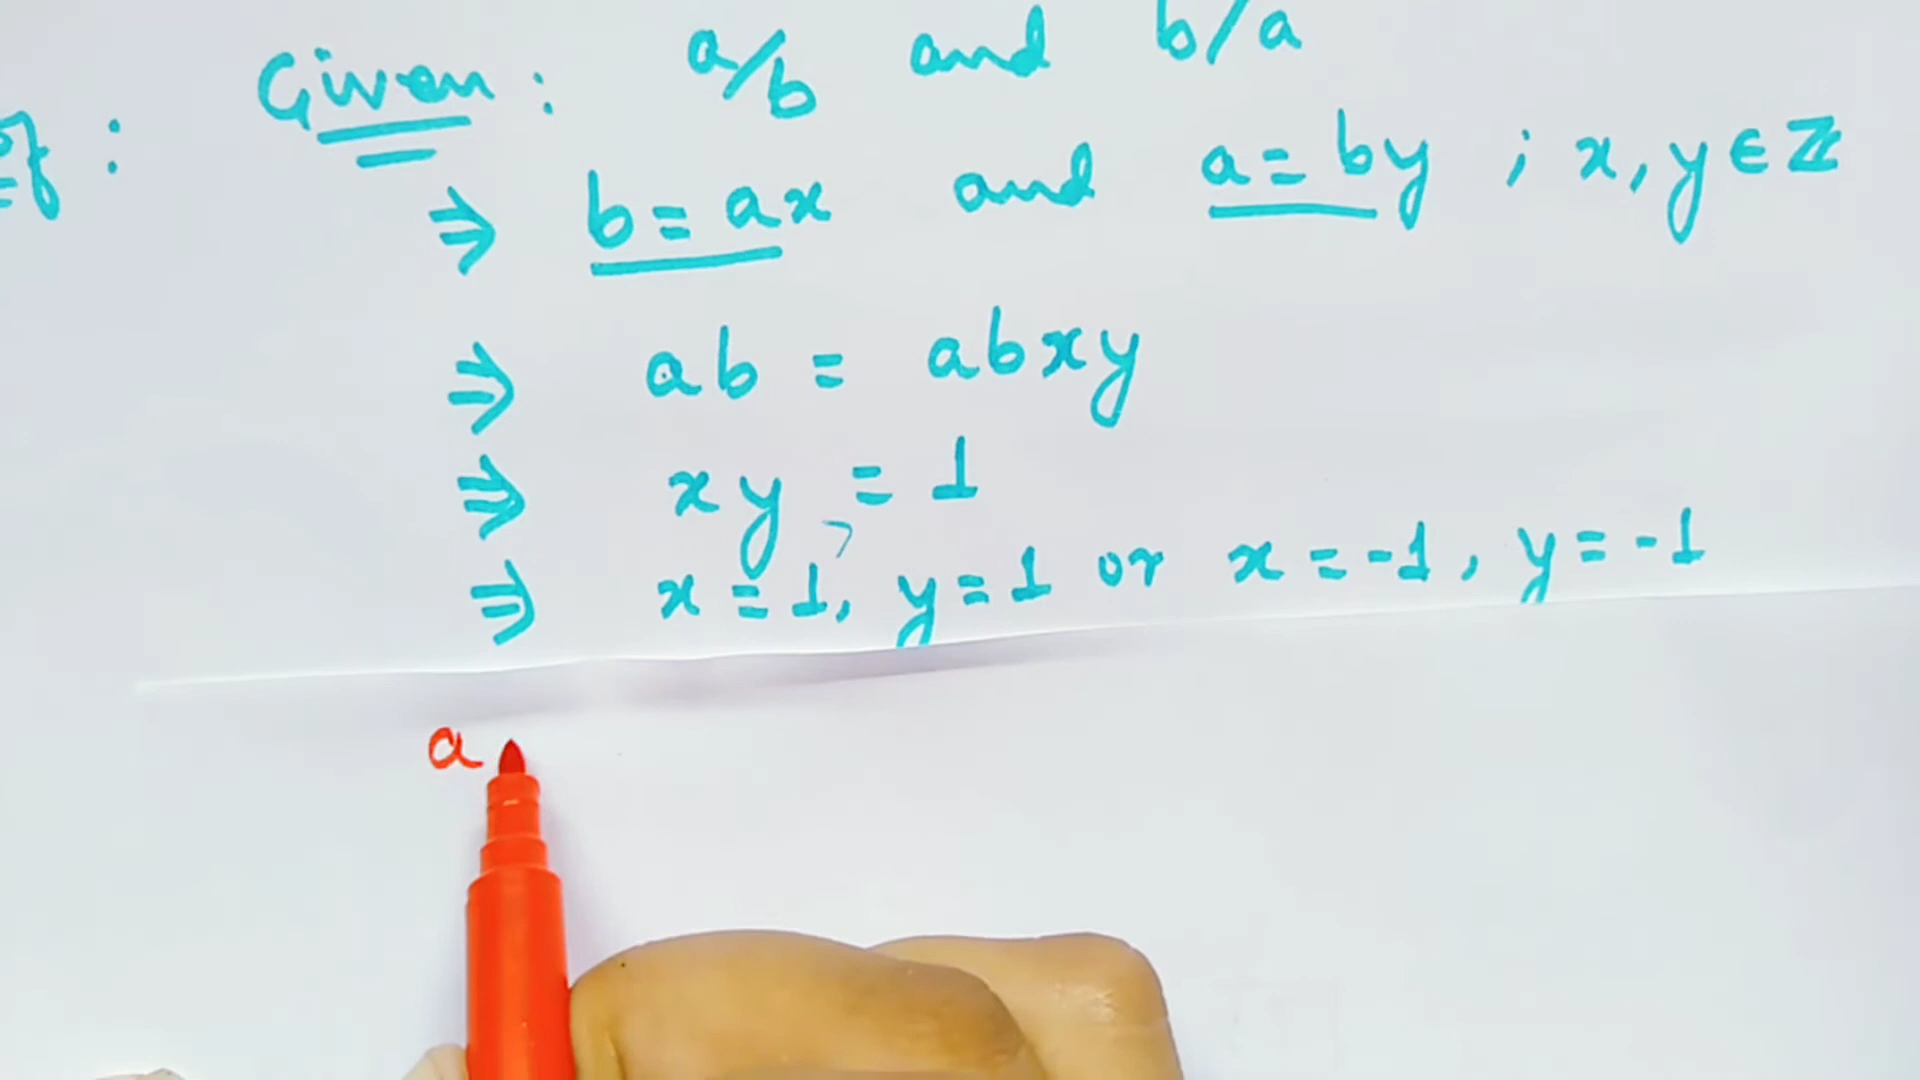 Given : a/b and b/a
f :
⇒ b = ax and a = by ; x, y ∈ ℤ
⇒ ab = abxy
⇒ xy = 1
⇒ x = 1, y = 1 or x = -1, y = -1
a